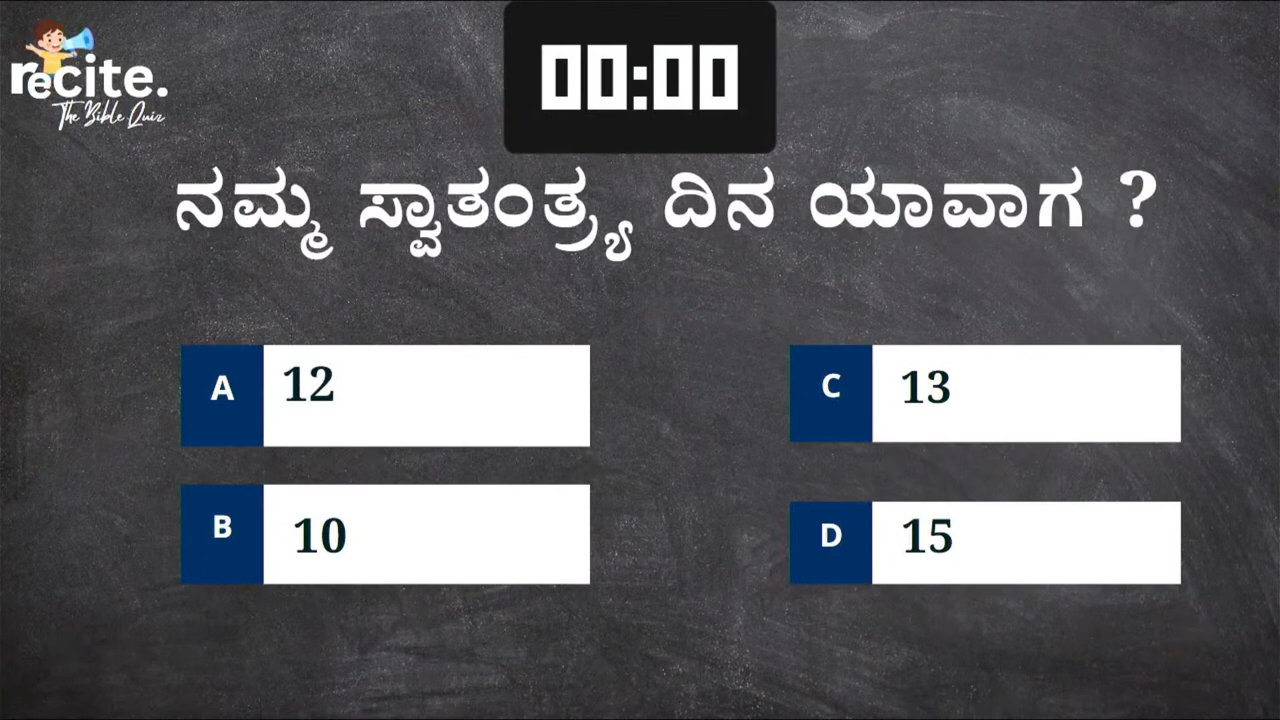 recite.
The Bible Quiz
00:00
ನಮ್ಮ ಸ್ವಾತಂತ್ರ್ಯ ದಿನ ಯಾವಾಗ ?
A 12
C 13
B 10
D 15